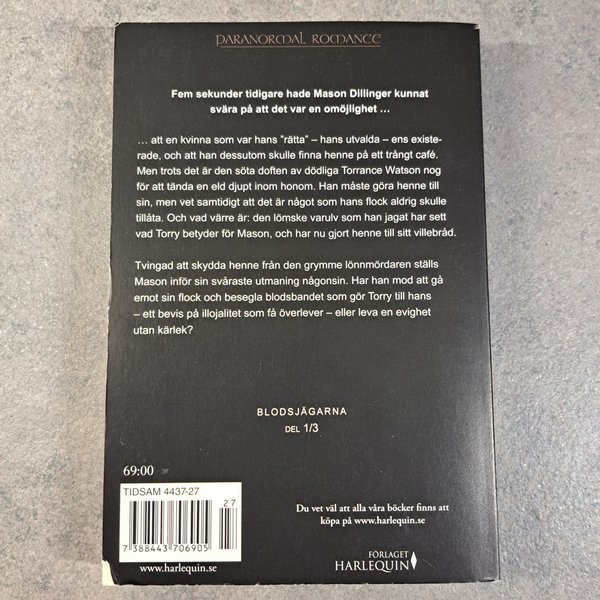 PARANORMAL ROMANCE
Fem sekunder tidigare hade Mason Dillinger kunnat
svära på att det var en omöjlighet ...
... att en kvinna som var hans ”rätta” – hans utvalda – ens existe-
rade, och att han dessutom skulle finna henne på ett trångt café.
Men trots det är den söta doften av dödliga Torrance Watson nog
för att tända en eld djupt inom honom. Han måste göra henne till
sin, men vet samtidigt att det är något som hans flock aldrig skulle
tillåta. Och vad värre är: den lömske varulv som han jagat har sett
vad Torry betyder för Mason, och har nu gjort henne till sitt villebråd.
Tvingad att skydda henne från den grymme lönnmördaren ställs
Mason inför sin svåraste utmaning någonsin. Har han mod att gå
emot sin flock och besegla blodsbandet som gör Torry till hans
– ett bevis på illojalitet som få överlever – eller leva en evighet
utan kärlek?
BLODSJÄGARNA
DEL 1/3
69:00
TIDSAM 4437-27
27
7 388443 706905
www.harlequin.se
Du vet väl att alla våra böcker finns att
köpa på www.harlequin.se
FÖRLAGET
HARLEQUIN